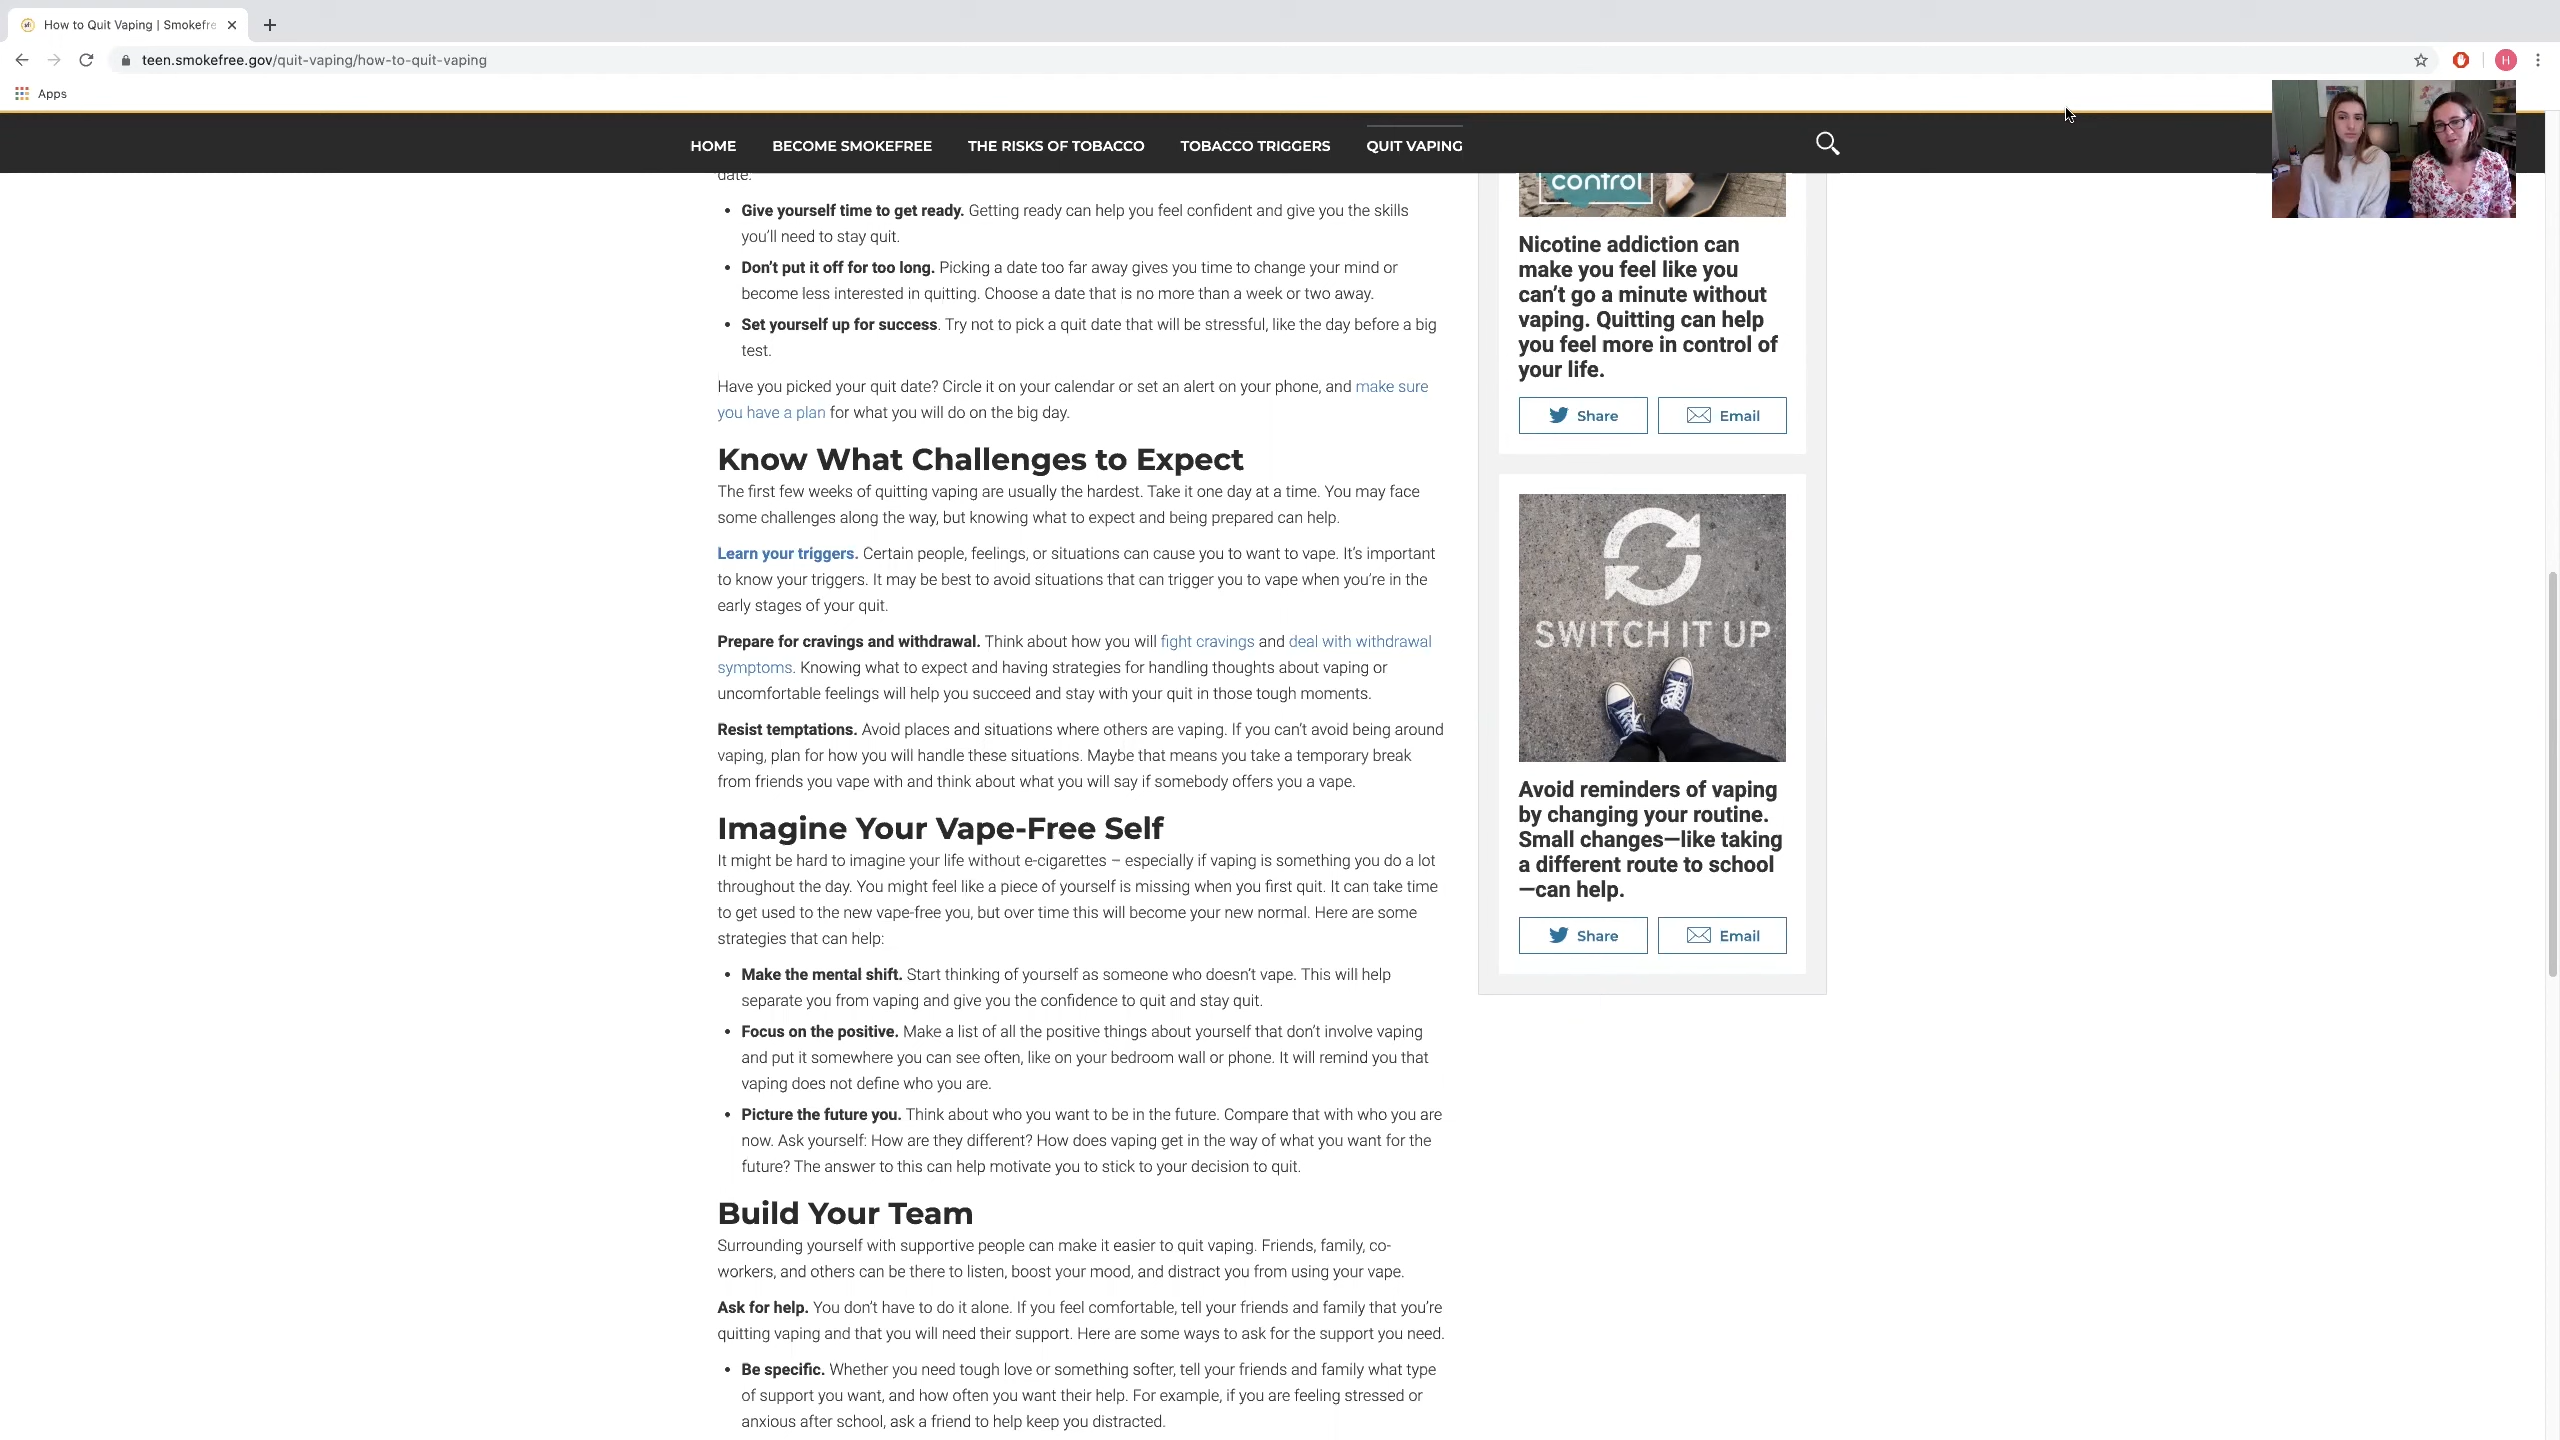 How to Quit Vaping | Smokefre
teen.smokefree.gov/quit-vaping/how-to-quit-vaping
H
Apps
HOME BECOME SMOKEFREE THE RISKS OF TOBACCO TOBACCO TRIGGERS QUIT VAPING
date.
• Give yourself time to get ready. Getting ready can help you feel confident and give you the skills
you’ll need to stay quit.
• Don’t put it off for too long. Picking a date too far away gives you time to change your mind or
become less interested in quitting. Choose a date that is no more than a week or two away.
• Set yourself up for success. Try not to pick a quit date that will be stressful, like the day before a big
test.
Have you picked your quit date? Circle it on your calendar or set an alert on your phone, and make sure
you have a plan for what you will do on the big day.
Know What Challenges to Expect
The first few weeks of quitting vaping are usually the hardest. Take it one day at a time. You may face
some challenges along the way, but knowing what to expect and being prepared can help.
Learn your triggers. Certain people, feelings, or situations can cause you to want to vape. It’s important
to know your triggers. It may be best to avoid situations that can trigger you to vape when you’re in the
early stages of your quit.
Prepare for cravings and withdrawal. Think about how you will fight cravings and deal with withdrawal
symptoms. Knowing what to expect and having strategies for handling thoughts about vaping or
uncomfortable feelings will help you succeed and stay with your quit in those tough moments.
Resist temptations. Avoid places and situations where others are vaping. If you can’t avoid being around
vaping, plan for how you will handle these situations. Maybe that means you take a temporary break
from friends you vape with and think about what you will say if somebody offers you a vape.
Imagine Your Vape-Free Self
It might be hard to imagine your life without e-cigarettes – especially if vaping is something you do a lot
throughout the day. You might feel like a piece of yourself is missing when you first quit. It can take time
to get used to the new vape-free you, but over time this will become your new normal. Here are some
strategies that can help:
• Make the mental shift. Start thinking of yourself as someone who doesn’t vape. This will help
separate you from vaping and give you the confidence to quit and stay quit.
• Focus on the positive. Make a list of all the positive things about yourself that don’t involve vaping
and put it somewhere you can see often, like on your bedroom wall or phone. It will remind you that
vaping does not define who you are.
• Picture the future you. Think about who you want to be in the future. Compare that with who you are
now. Ask yourself: How are they different? How does vaping get in the way of what you want for the
future? The answer to this can help motivate you to stick to your decision to quit.
Build Your Team
Surrounding yourself with supportive people can make it easier to quit vaping. Friends, family, co-
workers, and others can be there to listen, boost your mood, and distract you from using your vape.
Ask for help. You don’t have to do it alone. If you feel comfortable, tell your friends and family that you’re
quitting vaping and that you will need their support. Here are some ways to ask for the support you need.
• Be specific. Whether you need tough love or something softer, tell your friends and family what type
of support you want, and how often you want their help. For example, if you are feeling stressed or
anxious after school, ask a friend to help keep you distracted.
control
Nicotine addiction can
make you feel like you
can’t go a minute without
vaping. Quitting can help
you feel more in control of
your life.
Share Email
SWITCH IT UP
Avoid reminders of vaping
by changing your routine.
Small changes—like taking
a different route to school
—can help.
Share Email